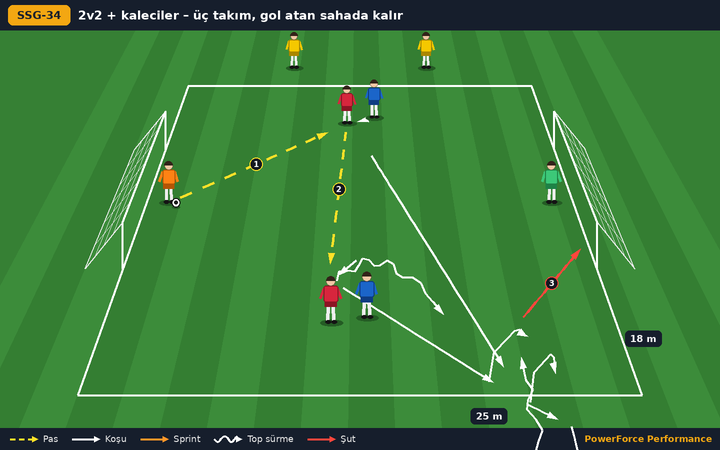 SSG-34
2v2 + kaleciler – üç takım, gol atan sahada kalır
1
2
3
18 m
25 m
Pas
Koşu
Sprint
Top sürme
Şut
PowerForce Performance